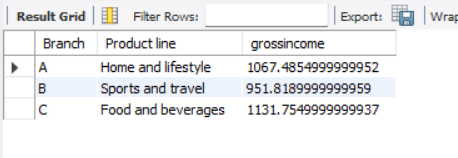 Result Grid Filter Rows: Export: Wrap
Branch Product line grossincome
A Home and lifestyle 1067.4854999999952
B Sports and travel 951.8189999999959
C Food and beverages 1131.7549999999937